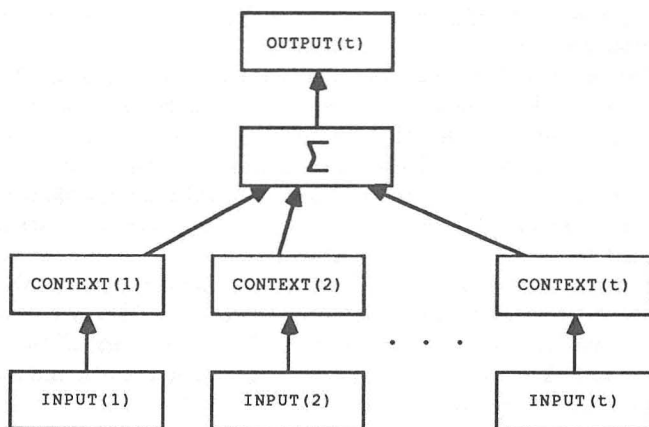 OUTPUT(t)
Σ
CONTEXT(1) CONTEXT(2) CONTEXT(t)
. . .
INPUT(1) INPUT(2) INPUT(t)